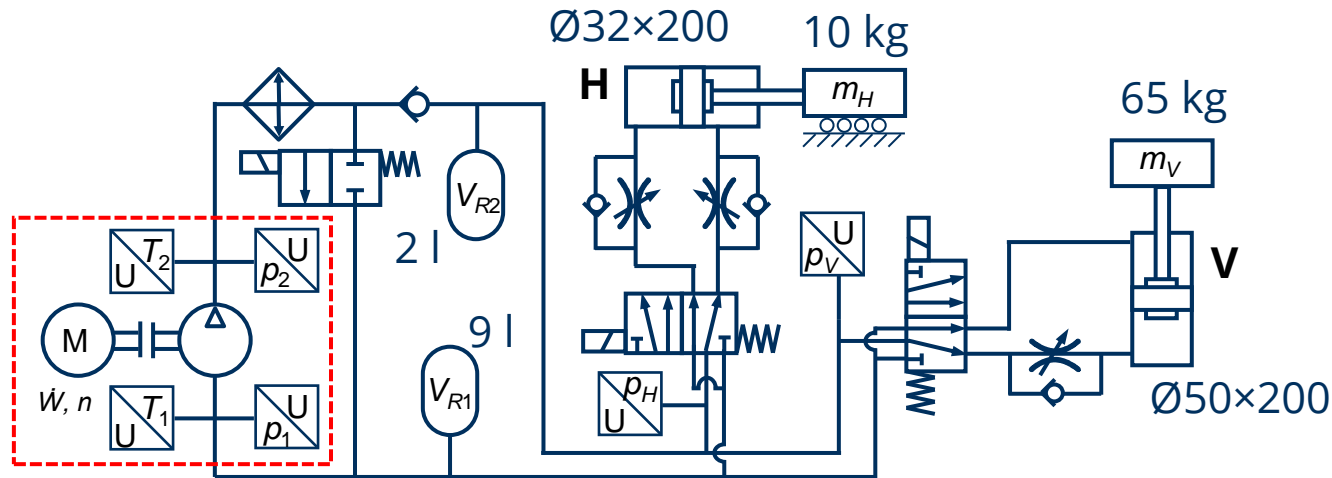 Ø32×200
10 kg
H
m_H
65 kg
m_V
V_R2
2 l
T_2
U
U
p_2
U
p_V
V
M
9 l
Ẇ, n
V_R1
T_1
U
U
p_1
p_H
U
Ø50×200